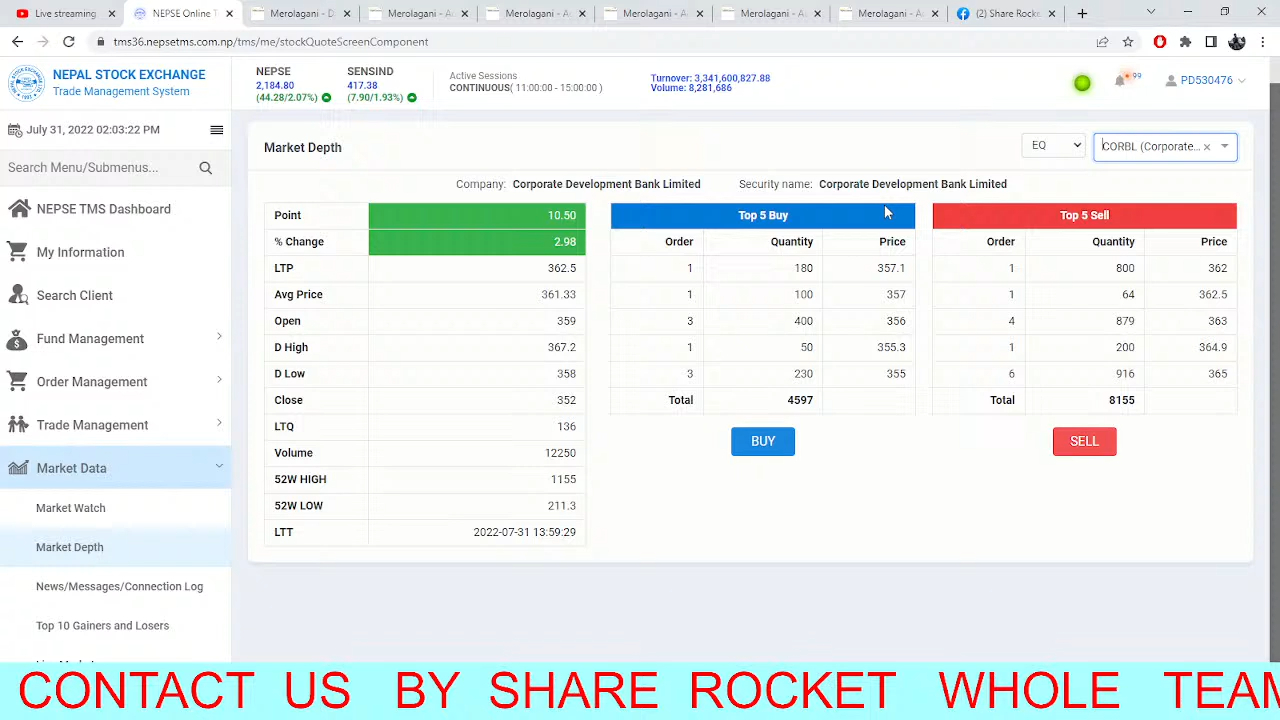 Live streaming
NEPSE Online T
Merolagani - D
Merolagani - A
Merolagani - A
Merolagani - A
Merolagani - A
Merolagani - A
(2) Share Rocke
tms36.nepsetms.com.np/tms/me/stockQuoteScreenComponent
NEPAL STOCK EXCHANGE
Trade Management System
NEPSE
2,184.80
(44.28/2.07%)
SENSIND
417.38
(7.90/1.93%)
Active Sessions
CONTINUOUS( 11:00:00 - 15:00:00 )
Turnover: 3,341,600,827.88
Volume: 8,281,686
99
PD530476
July 31, 2022 02:03:22 PM
Search Menu/Submenus...
NEPSE TMS Dashboard
My Information
Search Client
Fund Management
Order Management
Trade Management
Market Data
Market Watch
Market Depth
News/Messages/Connection Log
Top 10 Gainers and Losers
Market Depth
EQ
CORBL (Corporate...
Company: Corporate Development Bank Limited Security name: Corporate Development Bank Limited
Point 10.50
% Change 2.98
LTP 362.5
Avg Price 361.33
Open 359
D High 367.2
D Low 358
Close 352
LTQ 136
Volume 12250
52W HIGH 1155
52W LOW 211.3
LTT 2022-07-31 13:59:29
Top 5 Buy
Order Quantity Price
1 180 357.1
1 100 357
3 400 356
1 50 355.3
3 230 355
Total 4597
BUY
Top 5 Sell
Order Quantity Price
1 800 362
1 64 362.5
4 879 363
1 200 364.9
6 916 365
Total 8155
SELL
CONTACT US BY SHARE ROCKET WHOLE TEAM